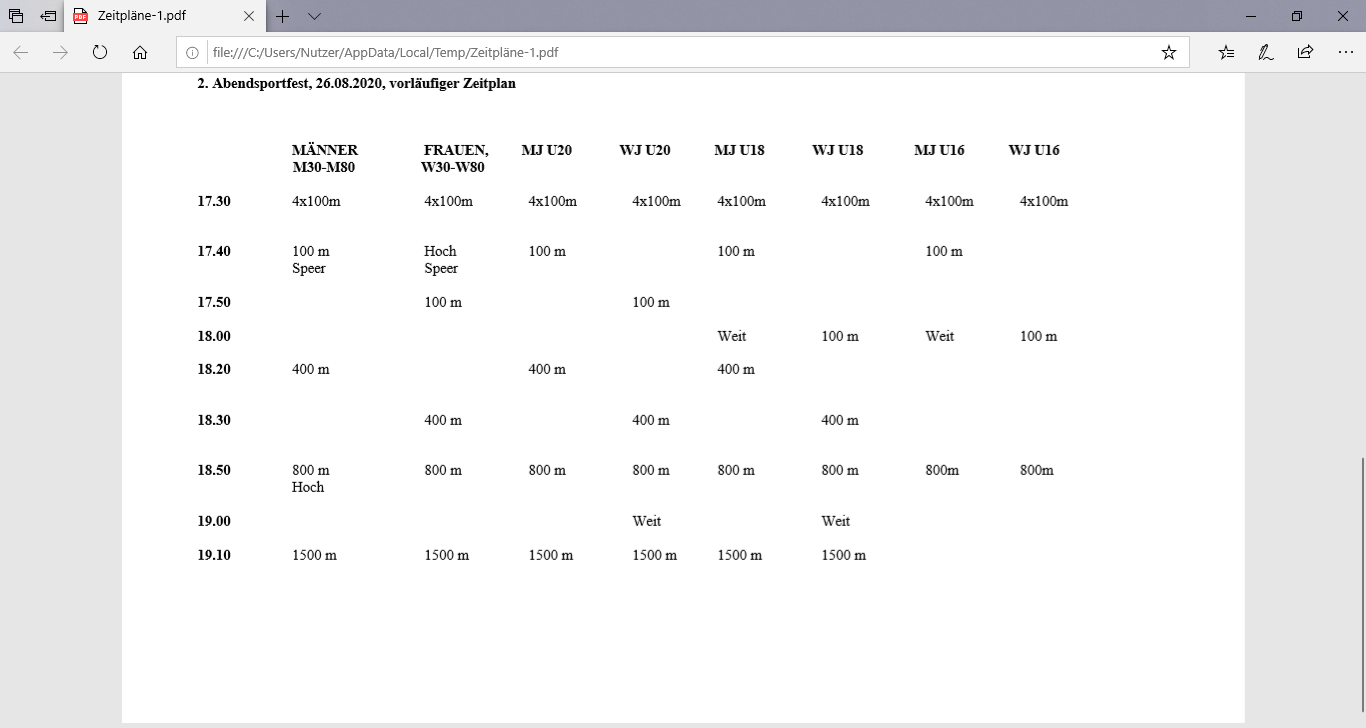 Zeitpläne-1.pdf
file:///C:/Users/Nutzer/AppData/Local/Temp/Zeitpläne-1.pdf
2. Abendsportfest, 26.08.2020, vorläufiger Zeitplan
MÄNNER FRAUEN, MJ U20 WJ U20 MJ U18 WJ U18 MJ U16 WJ U16
M30-M80 W30-W80
17.30 4x100m 4x100m 4x100m 4x100m 4x100m 4x100m 4x100m 4x100m
17.40 100 m Hoch 100 m 100 m 100 m
Speer Speer
17.50 100 m 100 m
18.00 Weit 100 m Weit 100 m
18.20 400 m 400 m 400 m
18.30 400 m 400 m 400 m
18.50 800 m 800 m 800 m 800 m 800 m 800 m 800m 800m
Hoch
19.00 Weit Weit
19.10 1500 m 1500 m 1500 m 1500 m 1500 m 1500 m